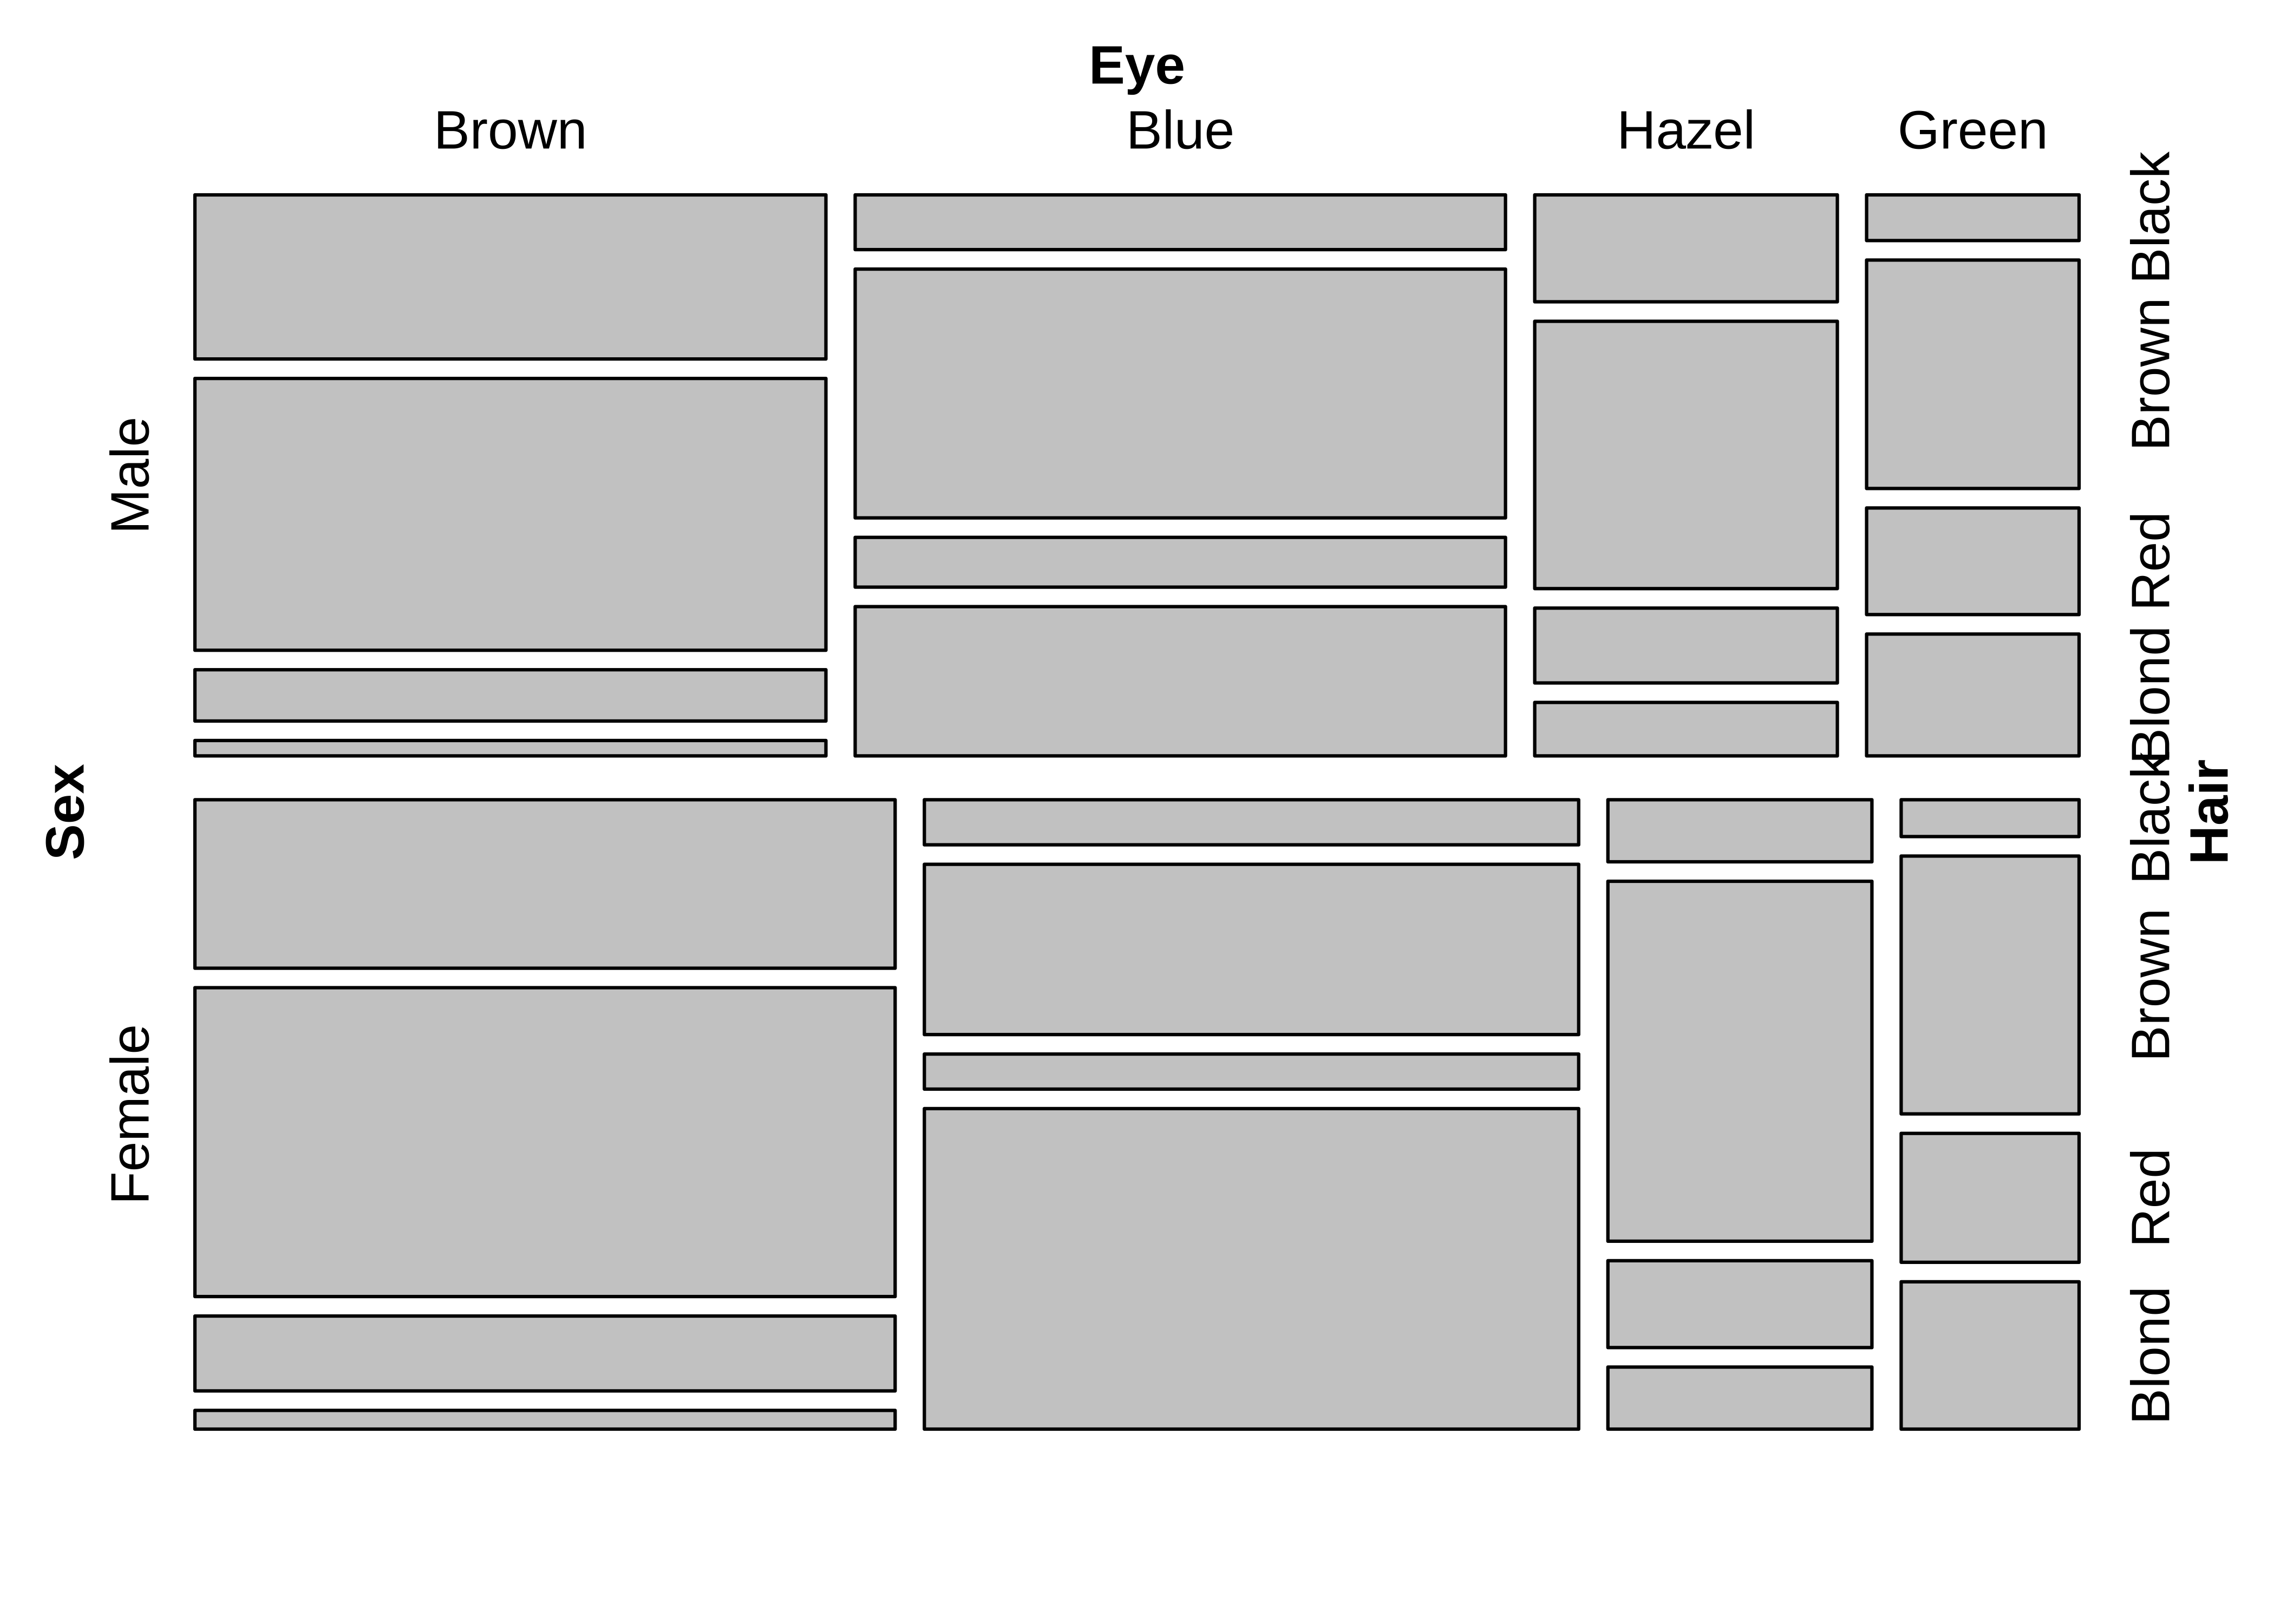 Eye
Brown Blue Hazel Green
Sex
Male
Female
Black
Brown
Red
Blond
Black
Brown
Red
Blond
Hair